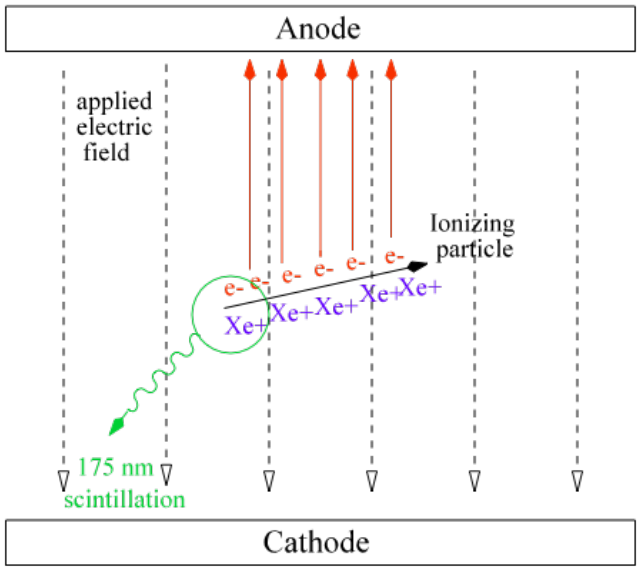 Anode
applied
electric
field
Ionizing
particle
e- e- e- e- e- e-
Xe+ Xe+ Xe+ Xe+ Xe+
175 nm
scintillation
Cathode